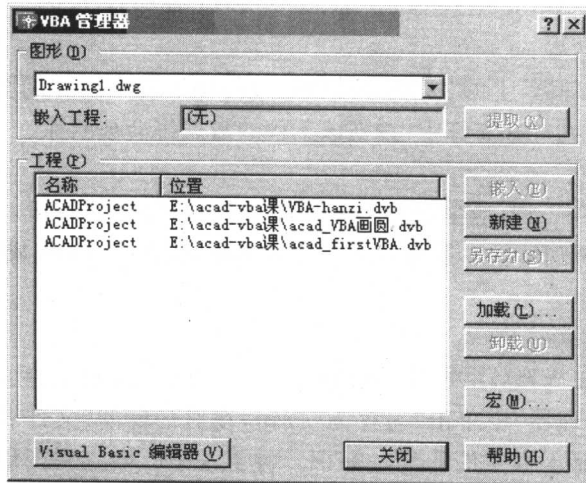 VBA 管理器
图形(D)
Drawing1.dwg
嵌入工程: (无) 提取(X)
工程(P)
名称 位置
ACADProject E:\acad-vba课\VBA-hanzi.dvb
ACADProject E:\acad-vba课\acad_VBA画圆.dvb
ACADProject E:\acad-vba课\acad_firstVBA.dvb
嵌入(E)
新建(N)
另存为(S)...
加载(L)...
卸载(U)
宏(M)...
Visual Basic 编辑器(V) 关闭 帮助(H)